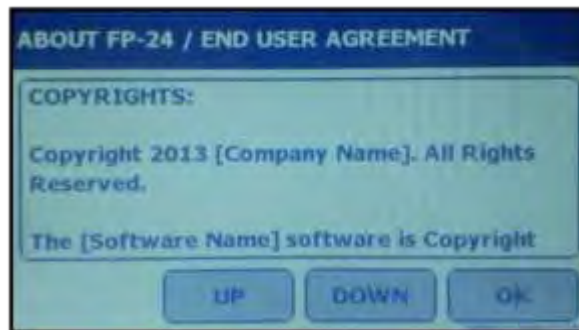 ABOUT FP-24 / END USER AGREEMENT
COPYRIGHTS:
Copyright 2013 [Company Name]. All Rights
Reserved.
The [Software Name] software is Copyright
UP DOWN OK